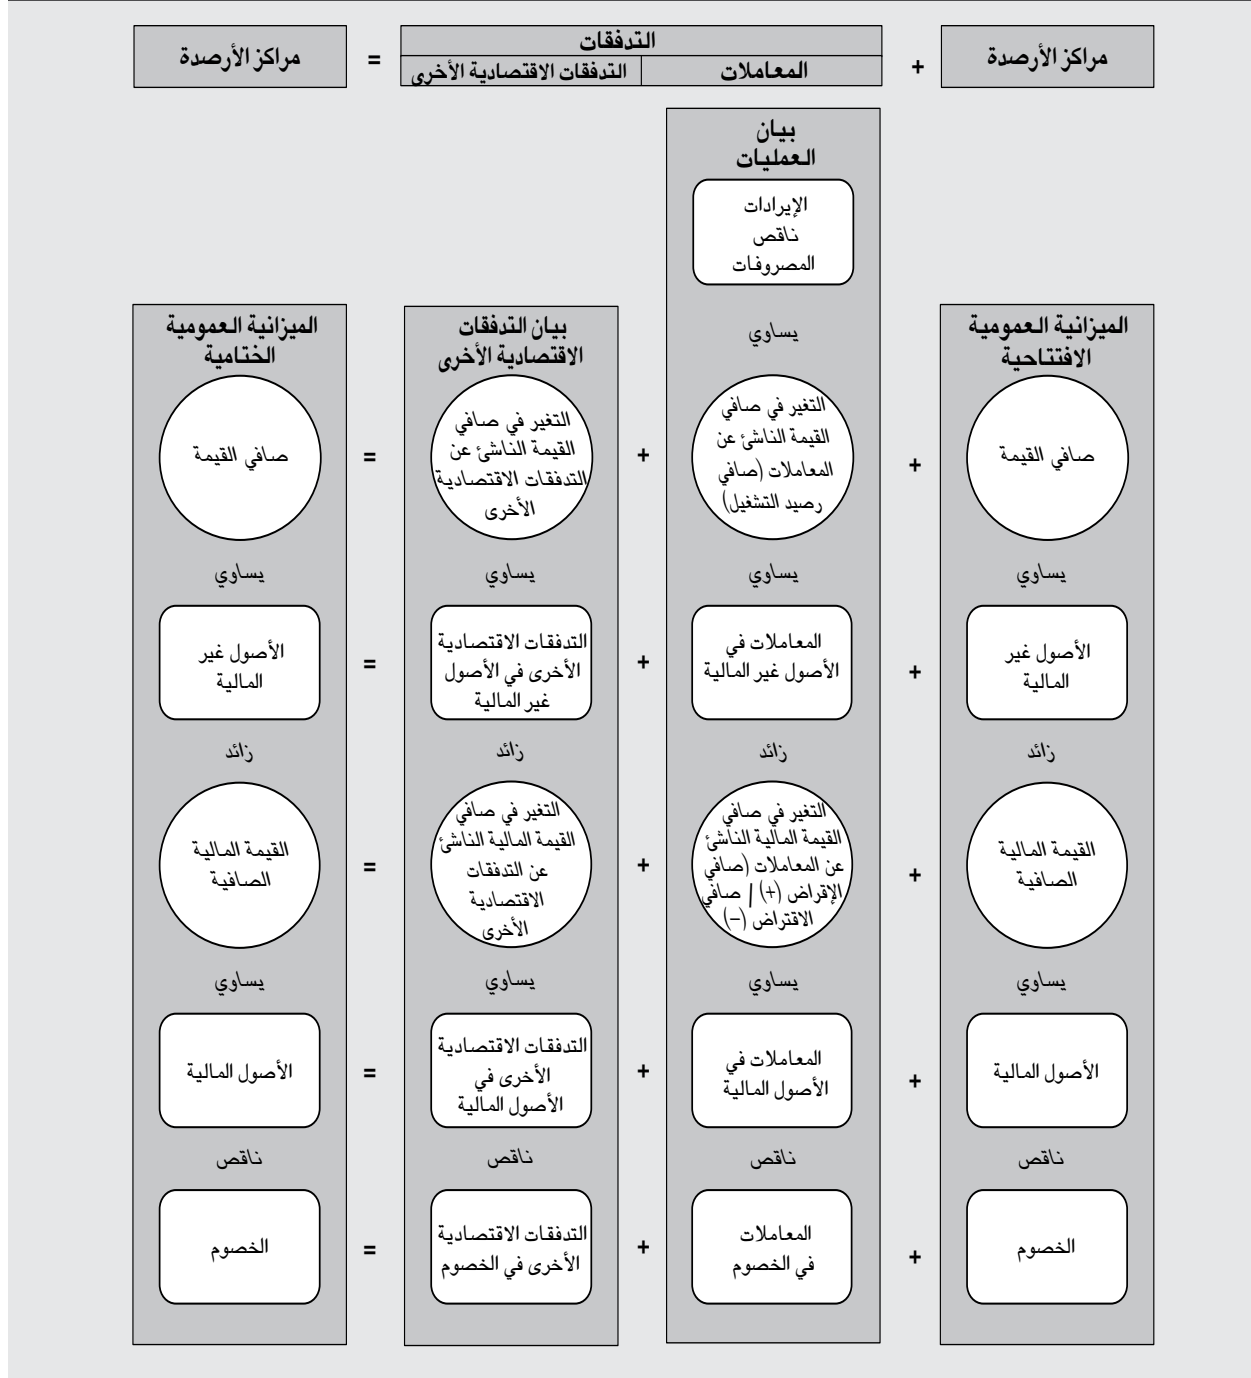 مراكز الأرصدة
+
التدفقات
المعاملات
التدفقات الاقتصادية الأخرى
=
مراكز الأرصدة
الميزانية العمومية
الافتتاحية
صافي القيمة
يساوي
الأصول غير
المالية
زائد
القيمة المالية
الصافية
يساوي
الأصول المالية
ناقص
الخصوم
+
+
+
+
+
بيان
العمليات
الإيرادات
ناقص
المصروفات
يساوي
التغير في صافي
القيمة الناشئ عن
المعاملات (صافي
رصيد التشغيل)
يساوي
المعاملات في
الأصول غير المالية
زائد
التغير في صافي
القيمة المالية الناشئ
عن المعاملات (صافي
الإقراض (+) / صافي
الاقتراض (–)
يساوي
المعاملات في
الأصول المالية
ناقص
المعاملات
في الخصوم
+
+
+
+
+
بيان التدفقات
الاقتصادية الأخرى
التغير في صافي
القيمة الناشئ عن
التدفقات الاقتصادية
الأخرى
يساوي
التدفقات الاقتصادية
الأخرى في الأصول
غير المالية
زائد
التغير في صافي
القيمة المالية الناشئ
عن التدفقات
الاقتصادية
الأخرى
يساوي
التدفقات الاقتصادية
الأخرى في
الأصول المالية
ناقص
التدفقات الاقتصادية
الأخرى في الخصوم
=
=
=
=
=
الميزانية العمومية
الختامية
صافي القيمة
يساوي
الأصول غير
المالية
زائد
القيمة المالية
الصافية
يساوي
الأصول المالية
ناقص
الخصوم